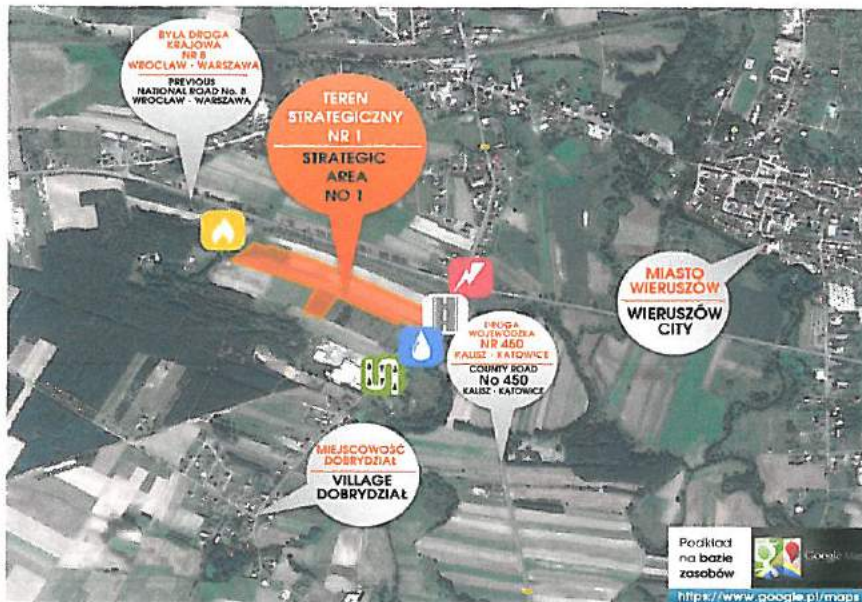 BYŁA DROGA
KRAJOWA
NR 8
WROCŁAW - WARSZAWA
PREVIOUS
NATIONAL ROAD No. 8
WROCŁAW - WARSZAWA
TEREN
STRATEGICZNY
NR 1
STRATEGIC
AREA
NO 1
MIASTO
WIERUSZÓW
WIERUSZÓW
CITY
DROGA
WOJEWÓDZKA
NR 450
KALISZ - KATOWICE
COUNTY ROAD
No 450
KALISZ - KATOWICE
MIEJSCOWOŚĆ
DOBRYDZIAŁ
VILLAGE
DOBRYDZIAŁ
Podkład
na bazie
zasobów
Google
https://www.google.pl/maps